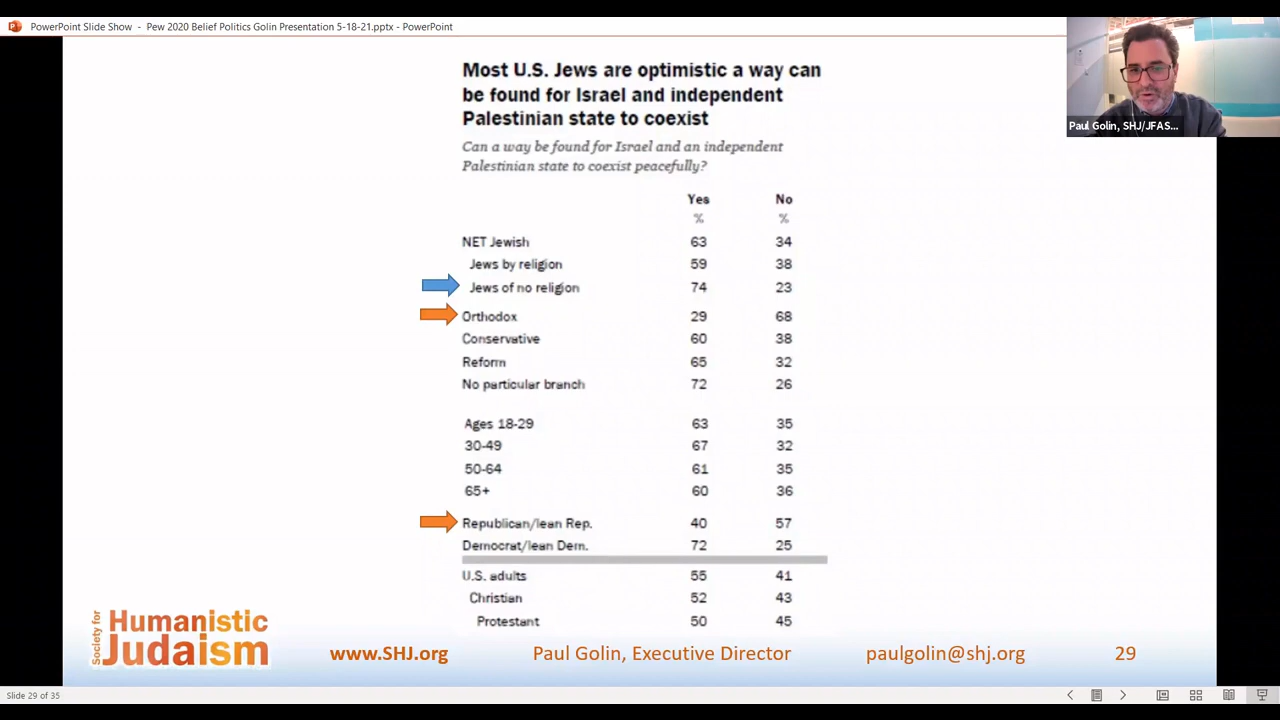 PowerPoint Slide Show - Pew 2020 Belief Politics Golin Presentation 5-18-21.pptx - PowerPoint
Paul Golin, SHJ/JFAS...
Most U.S. Jews are optimistic a way can
be found for Israel and independent
Palestinian state to coexist
Can a way be found for Israel and an independent
Palestinian state to coexist peacefully?
Yes No
% %
NET Jewish 63 34
Jews by religion 59 38
Jews of no religion 74 23
Orthodox 29 68
Conservative 60 38
Reform 65 32
No particular branch 72 26
Ages 18-29 63 35
30-49 67 32
50-64 61 35
65+ 60 36
Republican/lean Rep. 40 57
Democrat/lean Dem. 72 25
U.S. adults 55 41
Christian 52 43
Protestant 50 45
Society for
Humanistic
Judaism
www.SHJ.org Paul Golin, Executive Director paulgolin@shj.org 29
Slide 29 of 35